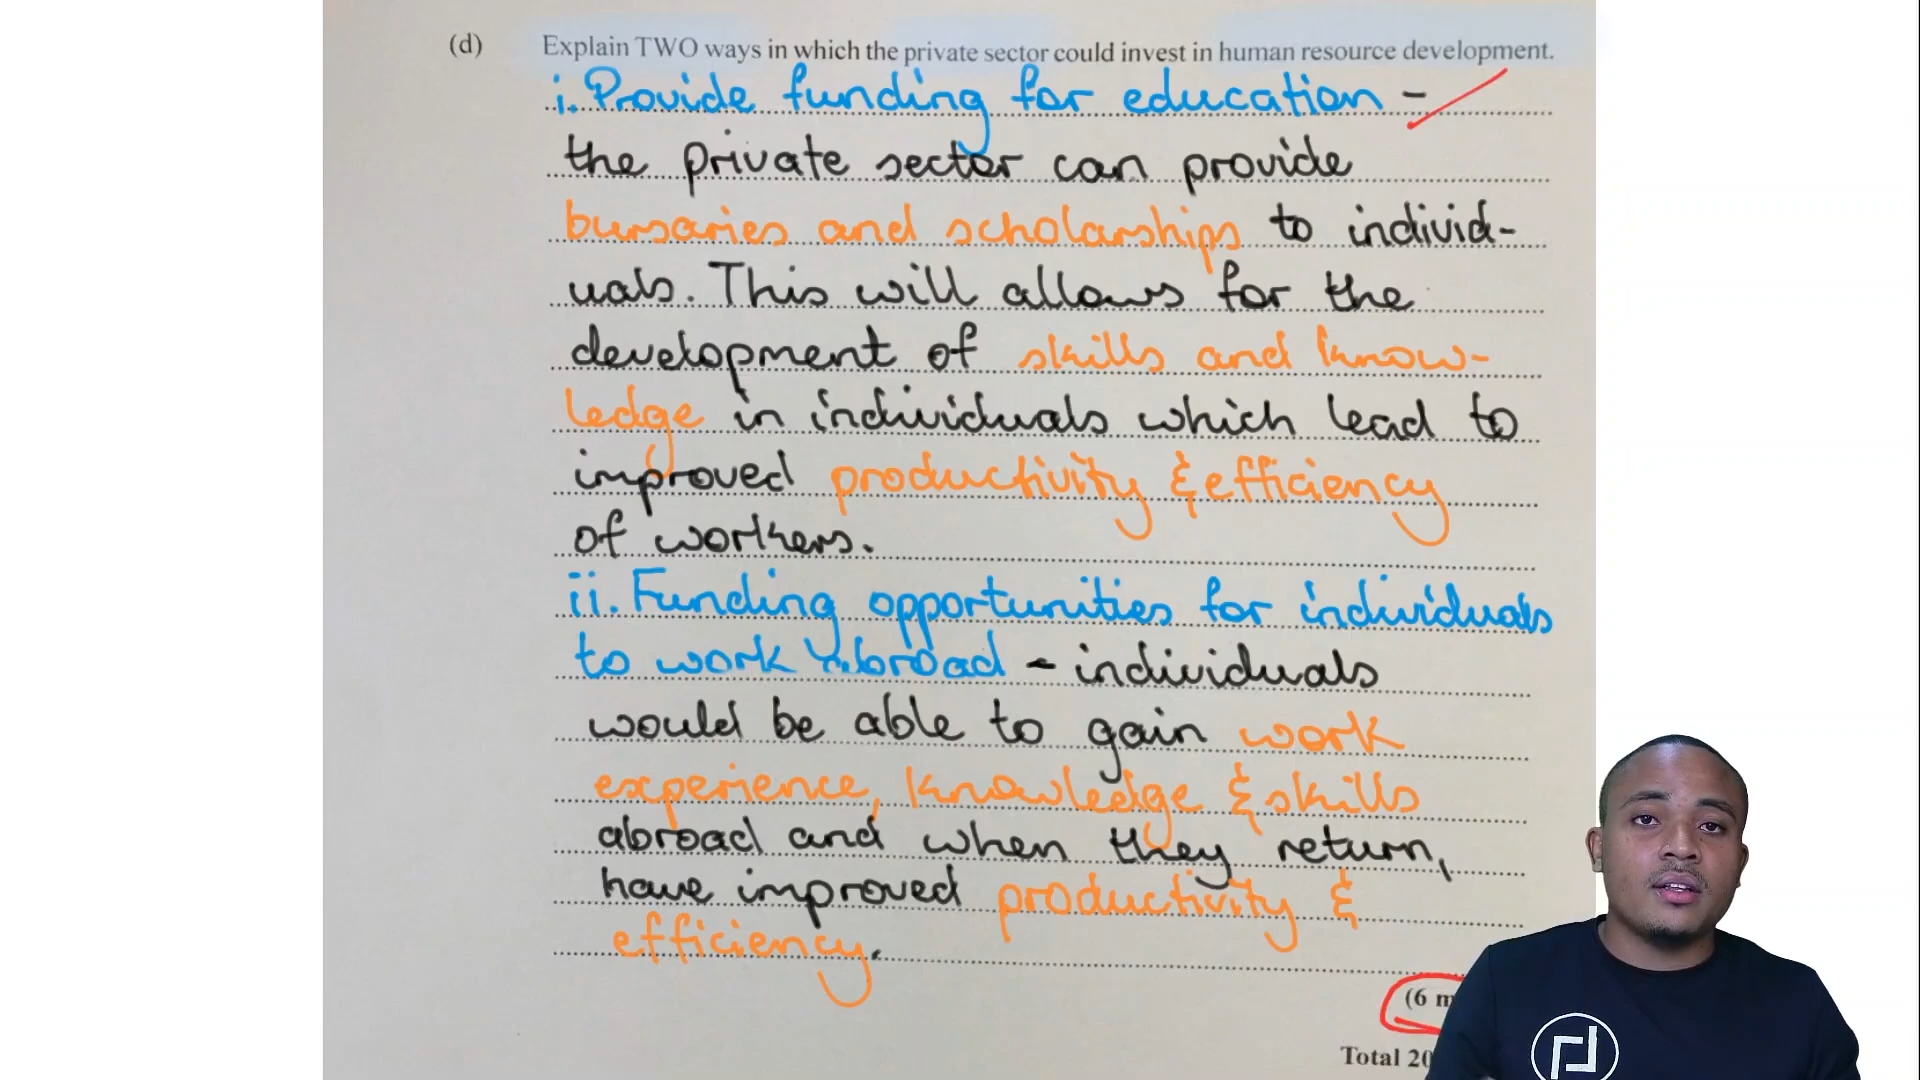 (d) Explain TWO ways in which the private sector could invest in human resource development.
i. Provide funding for education -
the private sector can provide
bursaries and scholarships to individ-
uals. This will allows for the
development of skills and know-
ledge in individuals which lead to
improved productivity & efficiency
of workers.
ii. Funding opportunities for individuals
to work abroad - individuals
would be able to gain work
experience, knowledge & skills
abroad and when they return,
have improved productivity &
efficiency.
(6 m
Total 20